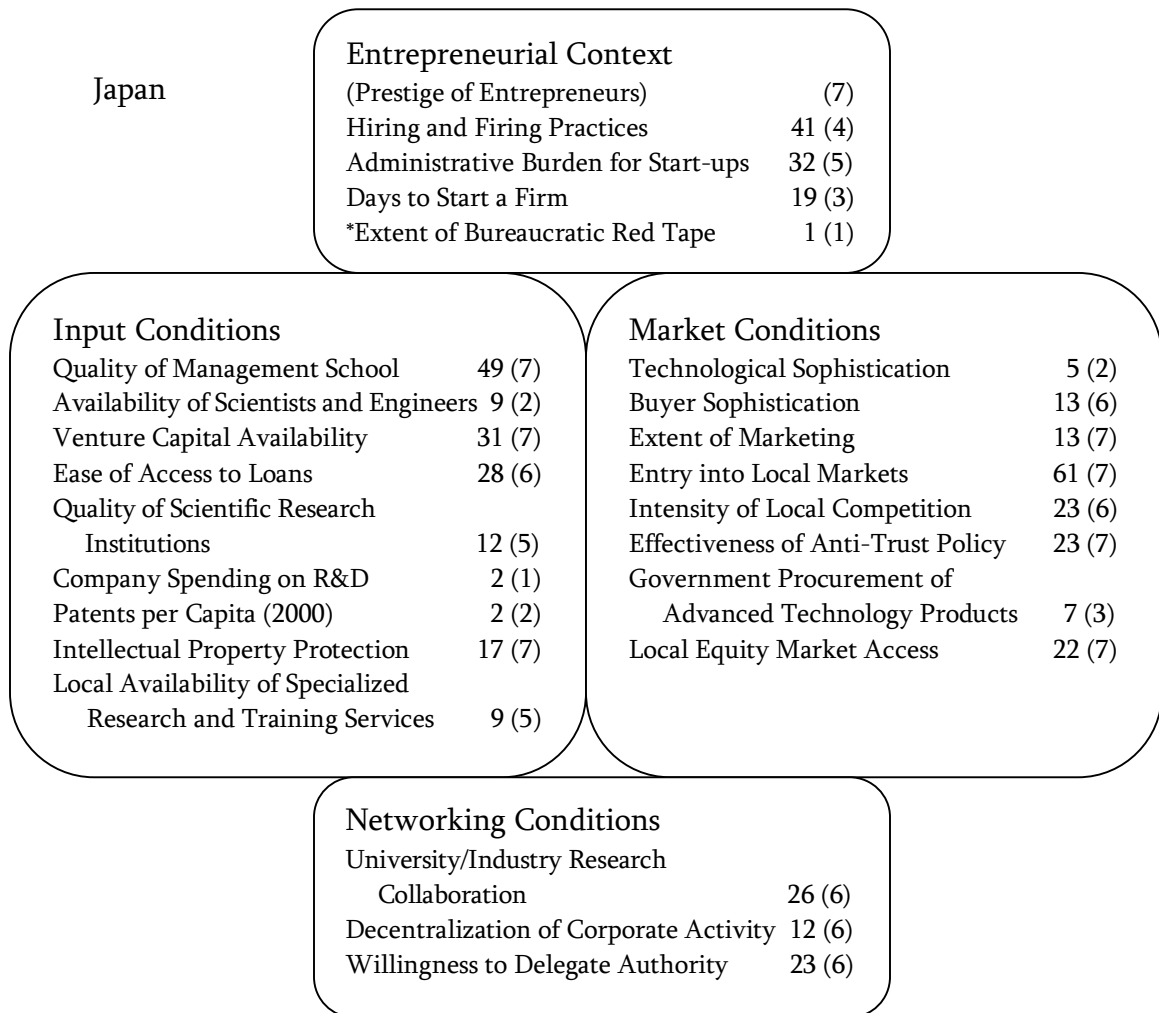 Japan
Entrepreneurial Context
(Prestige of Entrepreneurs) (7)
Hiring and Firing Practices 41 (4)
Administrative Burden for Start-ups 32 (5)
Days to Start a Firm 19 (3)
*Extent of Bureaucratic Red Tape 1 (1)
Input Conditions
Quality of Management School 49 (7)
Availability of Scientists and Engineers 9 (2)
Venture Capital Availability 31 (7)
Ease of Access to Loans 28 (6)
Quality of Scientific Research
Institutions 12 (5)
Company Spending on R&D 2 (1)
Patents per Capita (2000) 2 (2)
Intellectual Property Protection 17 (7)
Local Availability of Specialized
Research and Training Services 9 (5)
Market Conditions
Technological Sophistication 5 (2)
Buyer Sophistication 13 (6)
Extent of Marketing 13 (7)
Entry into Local Markets 61 (7)
Intensity of Local Competition 23 (6)
Effectiveness of Anti-Trust Policy 23 (7)
Government Procurement of
Advanced Technology Products 7 (3)
Local Equity Market Access 22 (7)
Networking Conditions
University/Industry Research
Collaboration 26 (6)
Decentralization of Corporate Activity 12 (6)
Willingness to Delegate Authority 23 (6)